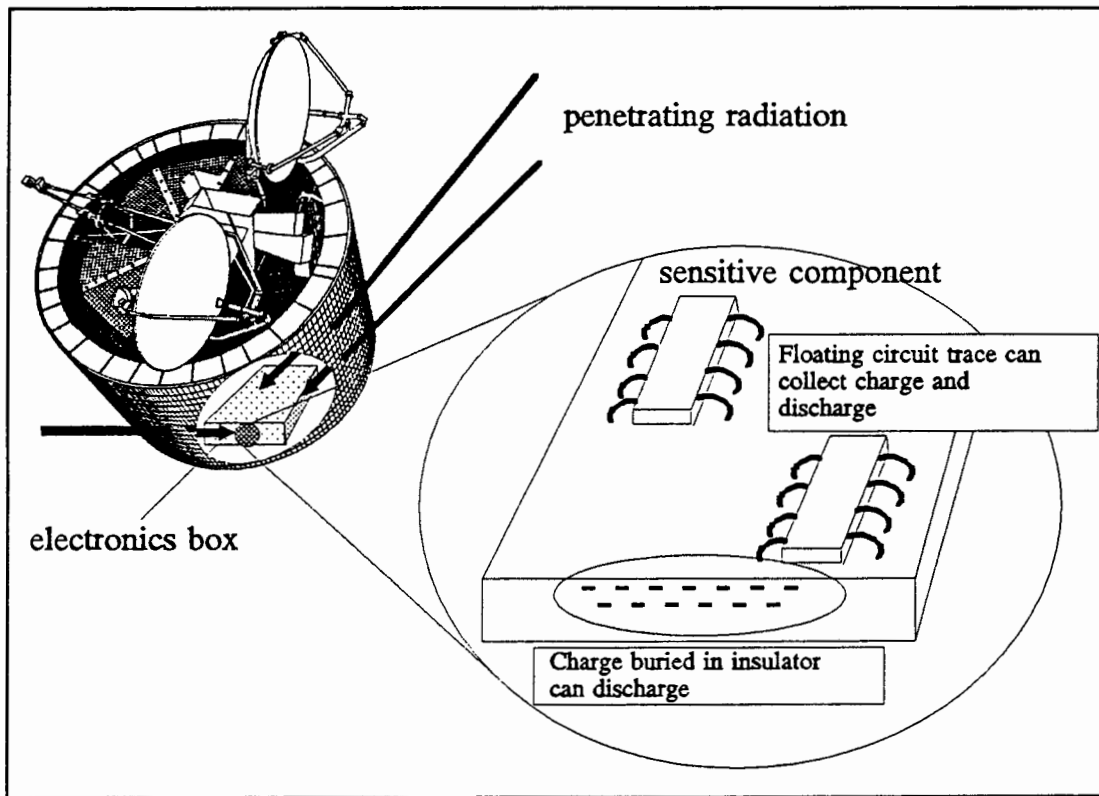 penetrating radiation
sensitive component
Floating circuit trace can
collect charge and
discharge
electronics box
Charge buried in insulator
can discharge